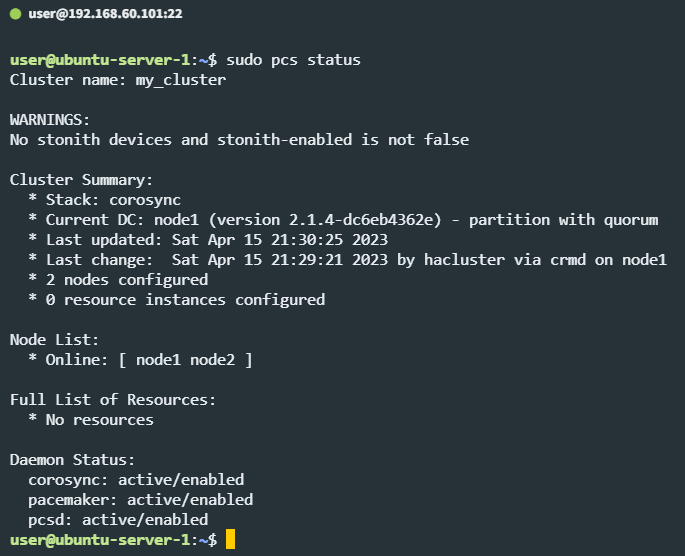 user@192.168.60.101:22
user@ubuntu-server-1:~$ sudo pcs status
Cluster name: my_cluster
WARNINGS:
No stonith devices and stonith-enabled is not false
Cluster Summary:
  * Stack: corosync
  * Current DC: node1 (version 2.1.4-dc6eb4362e) - partition with quorum
  * Last updated: Sat Apr 15 21:30:25 2023
  * Last change:  Sat Apr 15 21:29:21 2023 by hacluster via crmd on node1
  * 2 nodes configured
  * 0 resource instances configured
Node List:
  * Online: [ node1 node2 ]
Full List of Resources:
  * No resources
Daemon Status:
  corosync: active/enabled
  pacemaker: active/enabled
  pcsd: active/enabled
user@ubuntu-server-1:~$